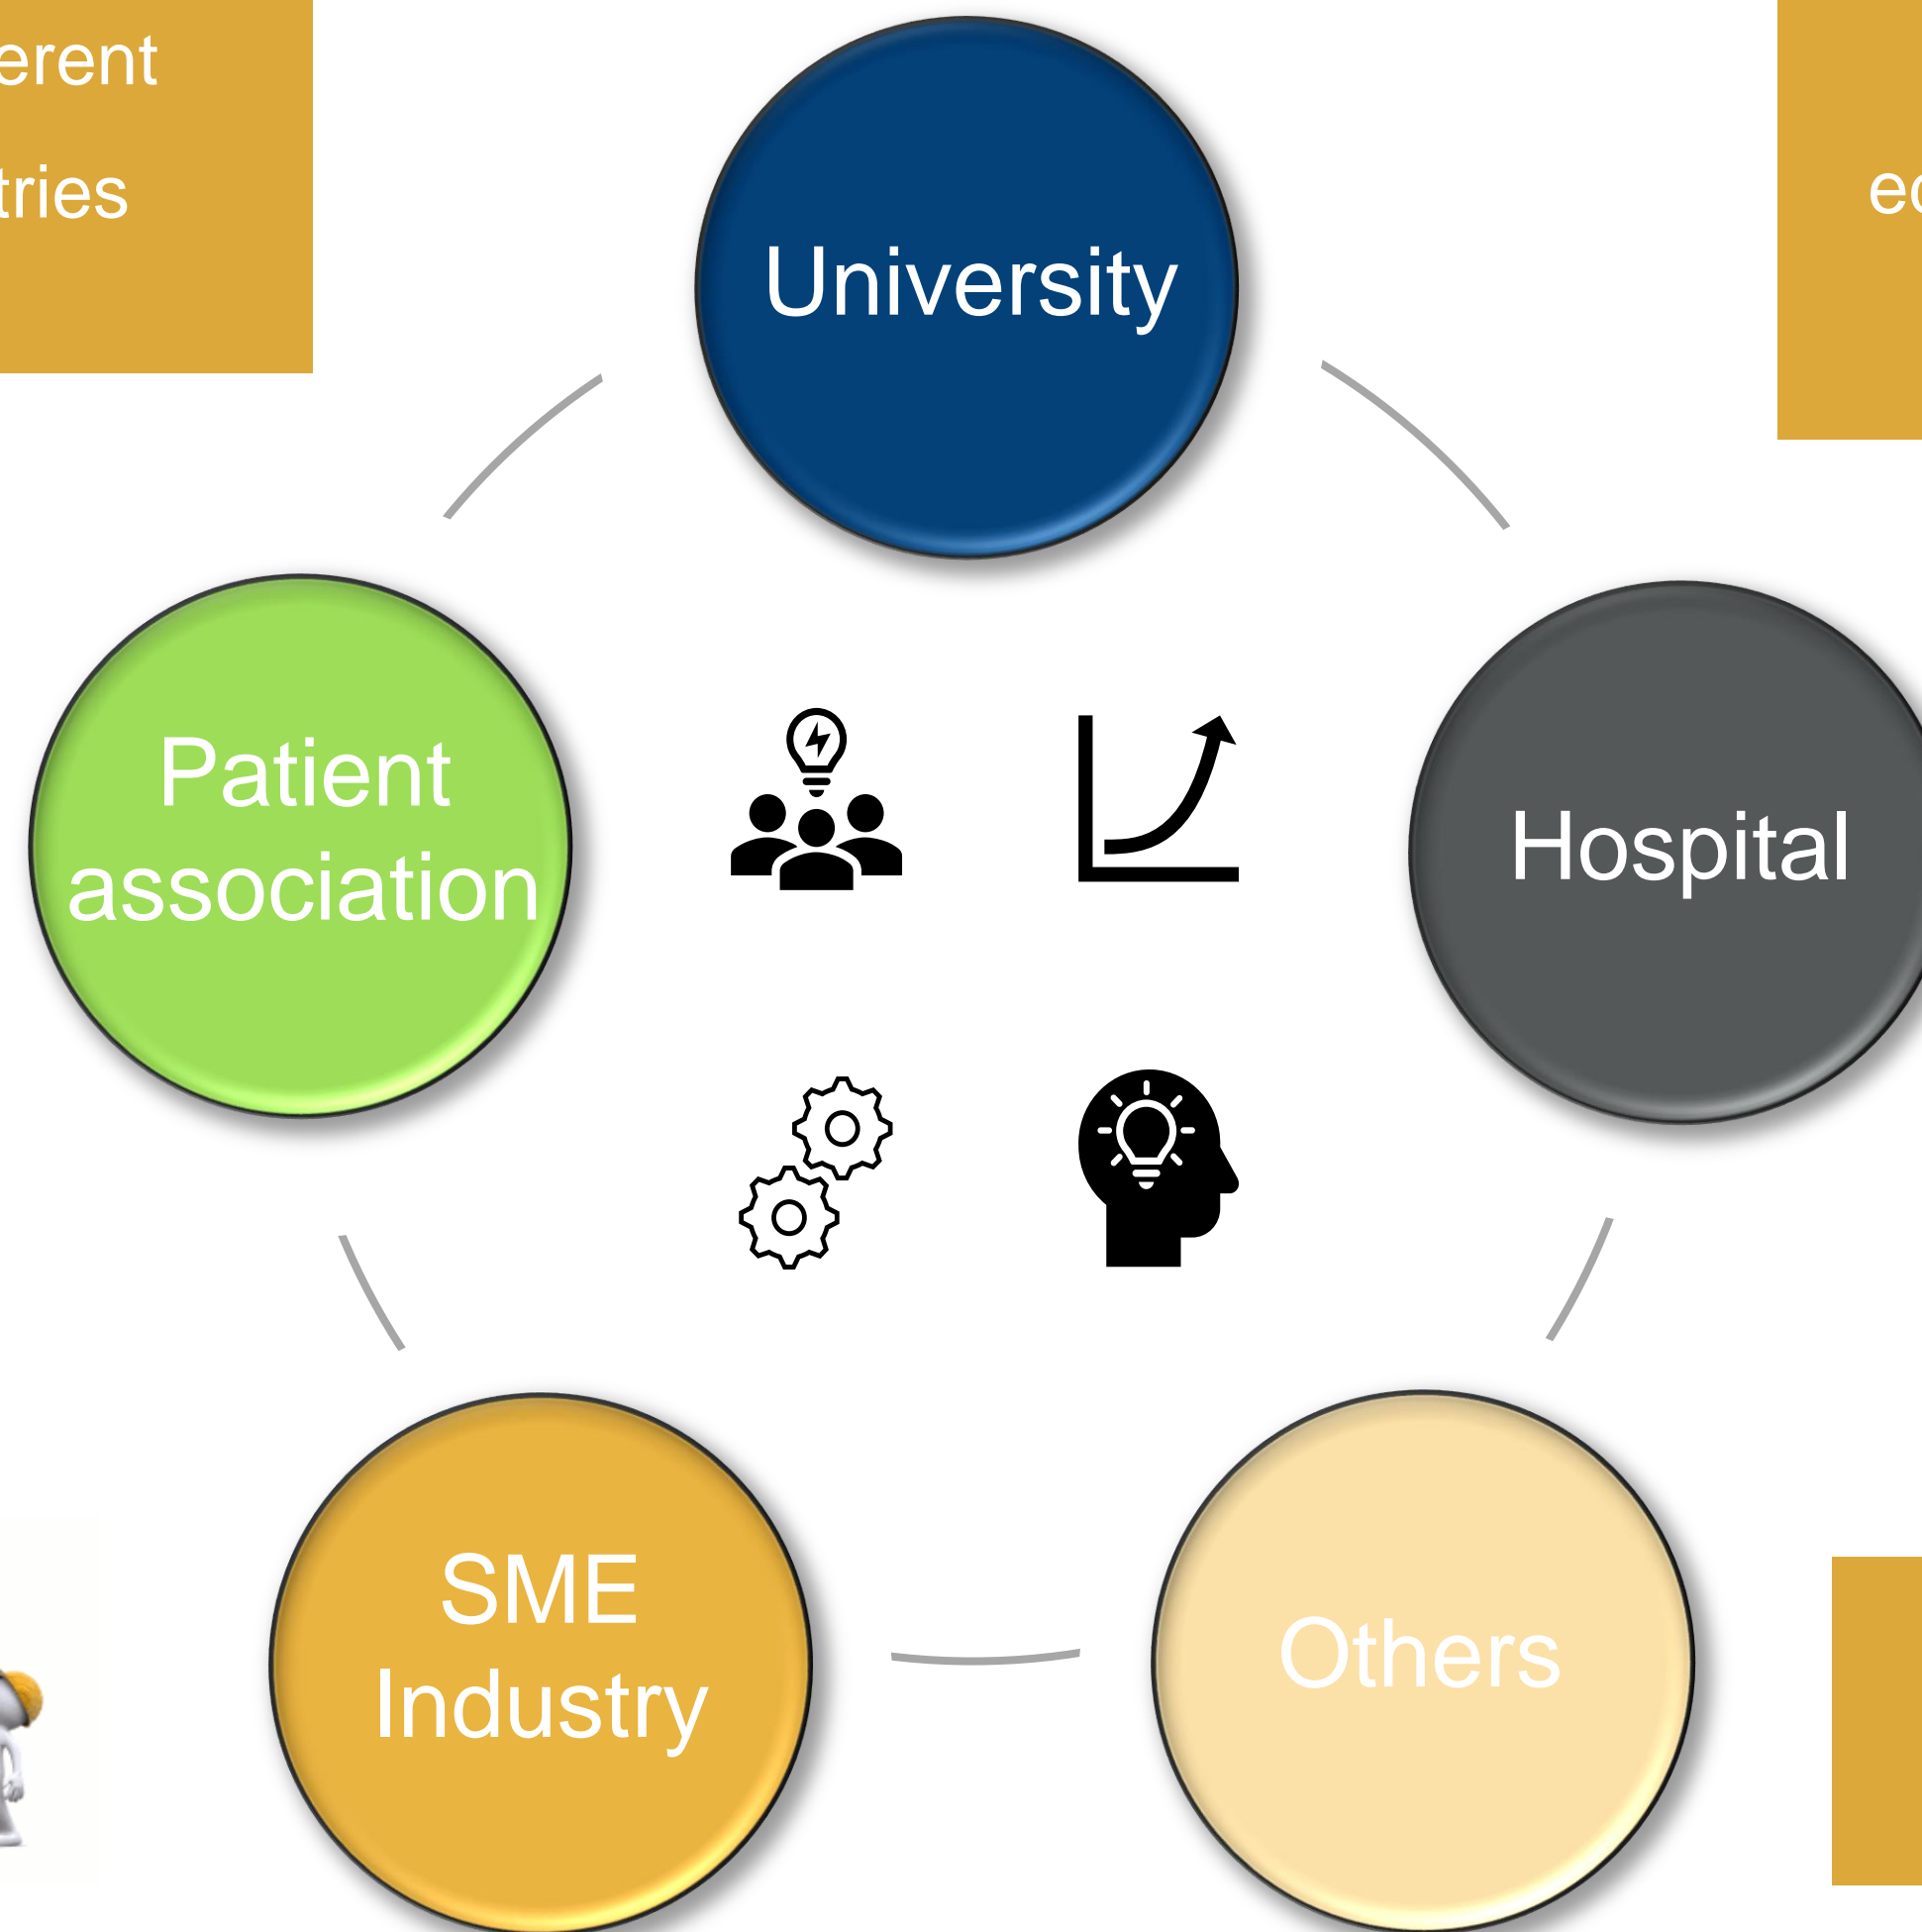 erent
tries
University
Patient
association
Hospital
SME
Industry
Others